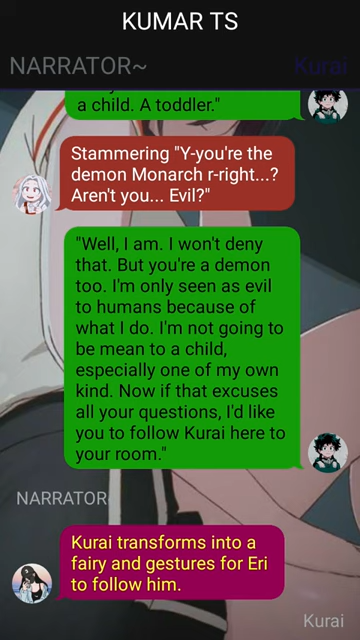 KUMAR TS
NARRATOR~
Kurai
a child. A toddler."
Stammering "Y-you're the
demon Monarch r-right...?
Aren't you... Evil?"
"Well, I am. I won't deny
that. But you're a demon
too. I'm only seen as evil
to humans because of
what I do. I'm not going to
be mean to a child,
especially one of my own
kind. Now if that excuses
all your questions, I'd like
you to follow Kurai here to
your room."
NARRATOR
Kurai transforms into a
fairy and gestures for Eri
to follow him.
Kurai